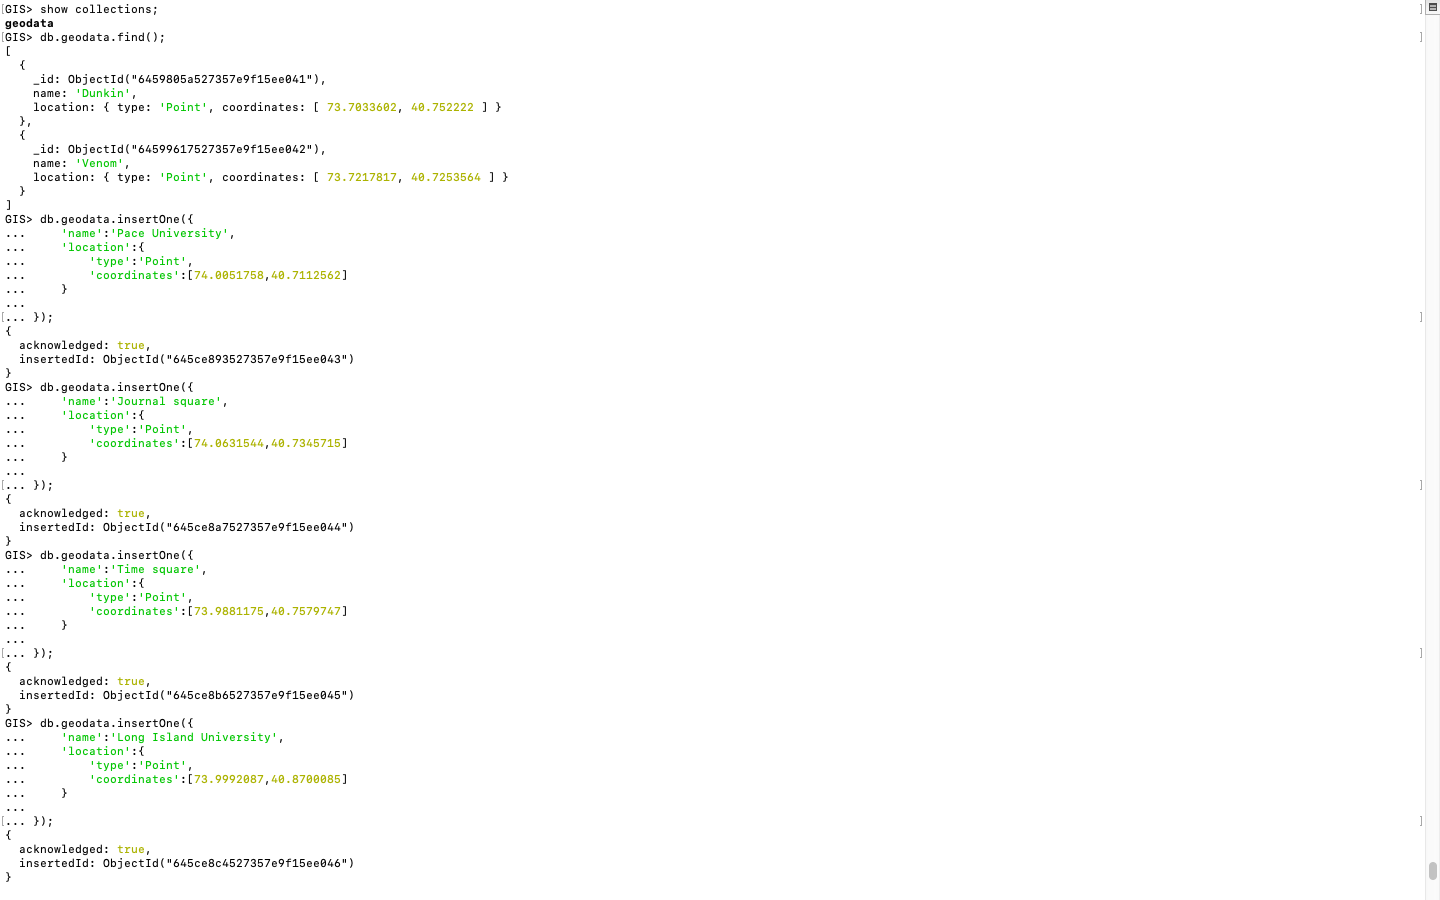 [GIS> show collections; ]
geodata
[GIS> db.geodata.find(); ]
[
  {
    _id: ObjectId("6459805a527357e9f15ee041"),
    name: 'Dunkin',
    location: { type: 'Point', coordinates: [ 73.7033602, 40.752222 ] }
  },
  {
    _id: ObjectId("64599617527357e9f15ee042"),
    name: 'Venom',
    location: { type: 'Point', coordinates: [ 73.7217817, 40.7253564 ] }
  }
]
GIS> db.geodata.insertOne({
...     'name':'Pace University',
...     'location':{
...         'type':'Point',
...         'coordinates':[74.0051758,40.7112562]
...     }
...
[... }); ]
{
  acknowledged: true,
  insertedId: ObjectId("645ce893527357e9f15ee043")
}
GIS> db.geodata.insertOne({
...     'name':'Journal square',
...     'location':{
...         'type':'Point',
...         'coordinates':[74.0631544,40.7345715]
...     }
...
[... }); ]
{
  acknowledged: true,
  insertedId: ObjectId("645ce8a7527357e9f15ee044")
}
GIS> db.geodata.insertOne({
...     'name':'Time square',
...     'location':{
...         'type':'Point',
...         'coordinates':[73.9881175,40.7579747]
...     }
...
[... }); ]
{
  acknowledged: true,
  insertedId: ObjectId("645ce8b6527357e9f15ee045")
}
GIS> db.geodata.insertOne({
...     'name':'Long Island University',
...     'location':{
...         'type':'Point',
...         'coordinates':[73.9992087,40.8700085]
...     }
...
[... }); ]
{
  acknowledged: true,
  insertedId: ObjectId("645ce8c4527357e9f15ee046")
}